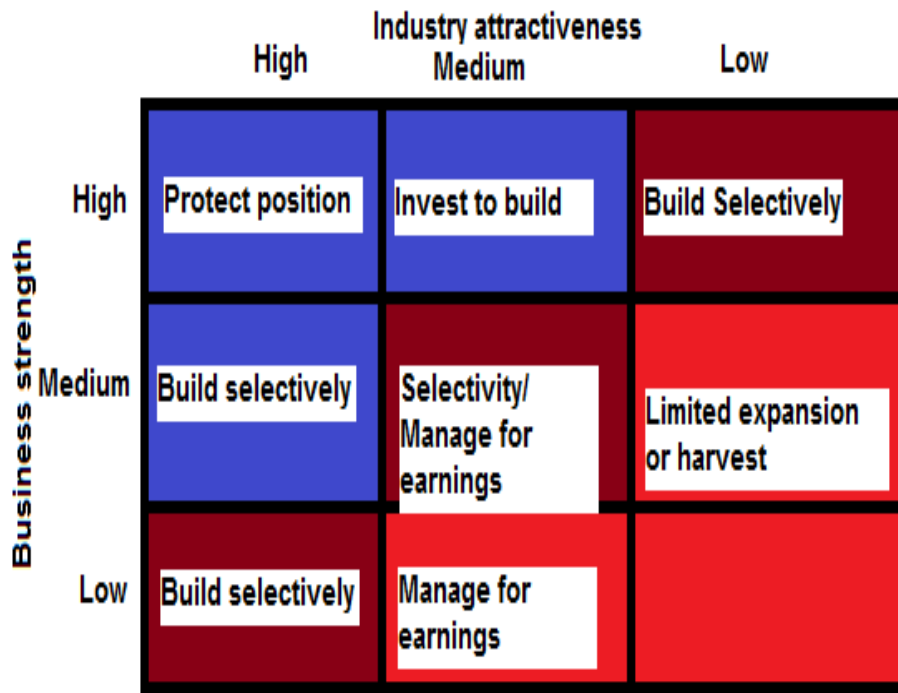 Industry attractiveness
High Medium Low
Business strength
High
Protect position
Invest to build
Build Selectively
Medium
Build selectively
Selectivity/
Manage for
earnings
Limited expansion
or harvest
Low
Build selectively
Manage for
earnings